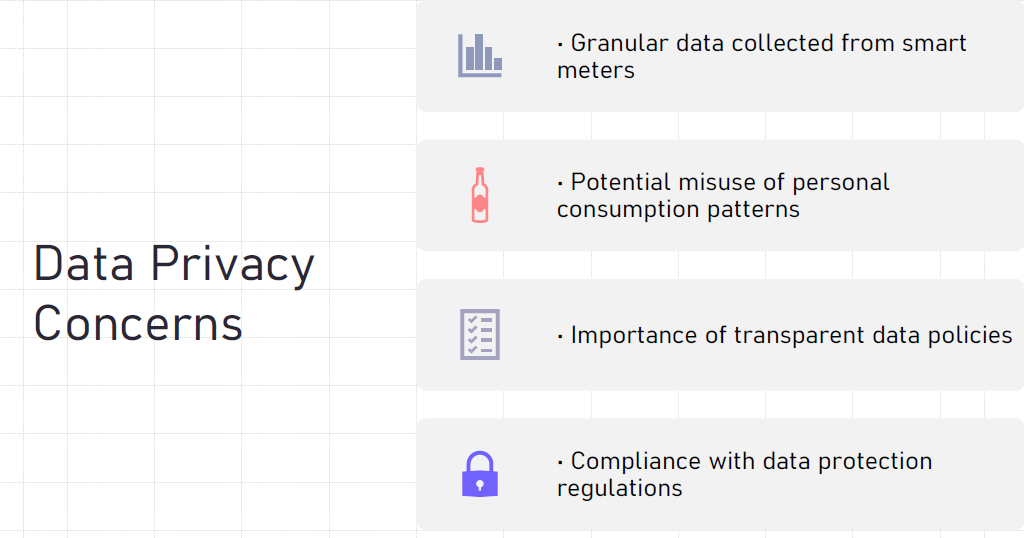 Data Privacy
Concerns
· Granular data collected from smart
meters
· Potential misuse of personal
consumption patterns
· Importance of transparent data policies
· Compliance with data protection
regulations